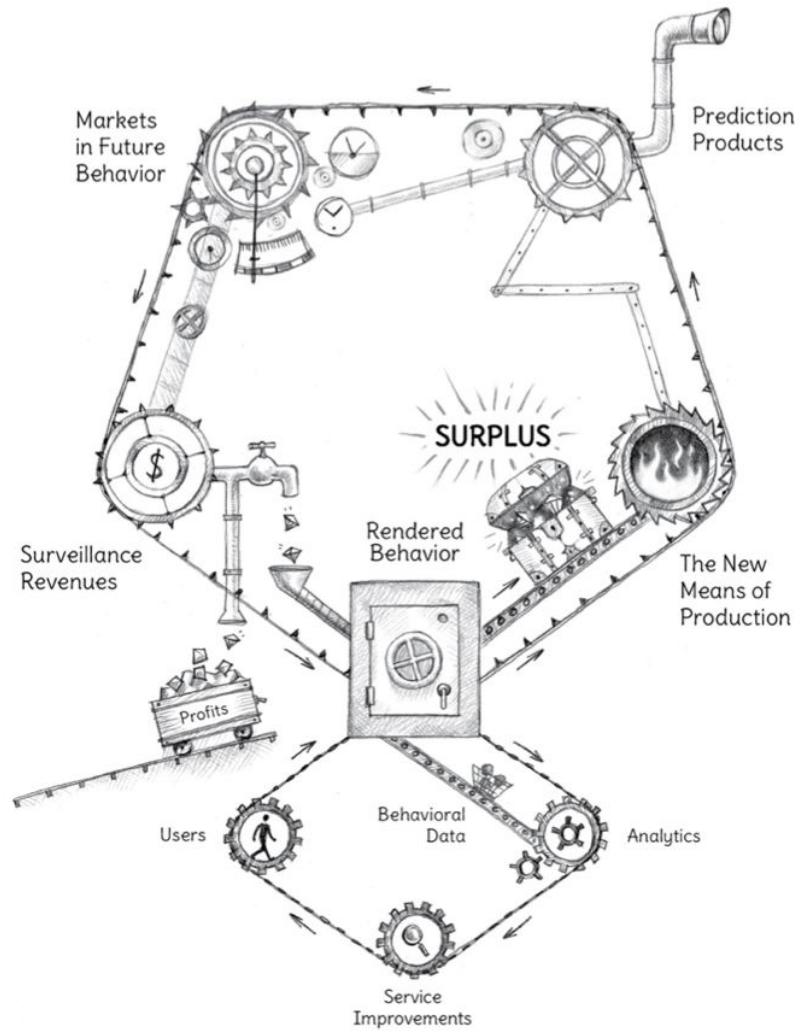 Markets
in Future
Behavior
Prediction
Products
SURPLUS
$
Surveillance
Revenues
Rendered
Behavior
The New
Means of
Production
Profits
Users
Behavioral
Data
Analytics
Service
Improvements